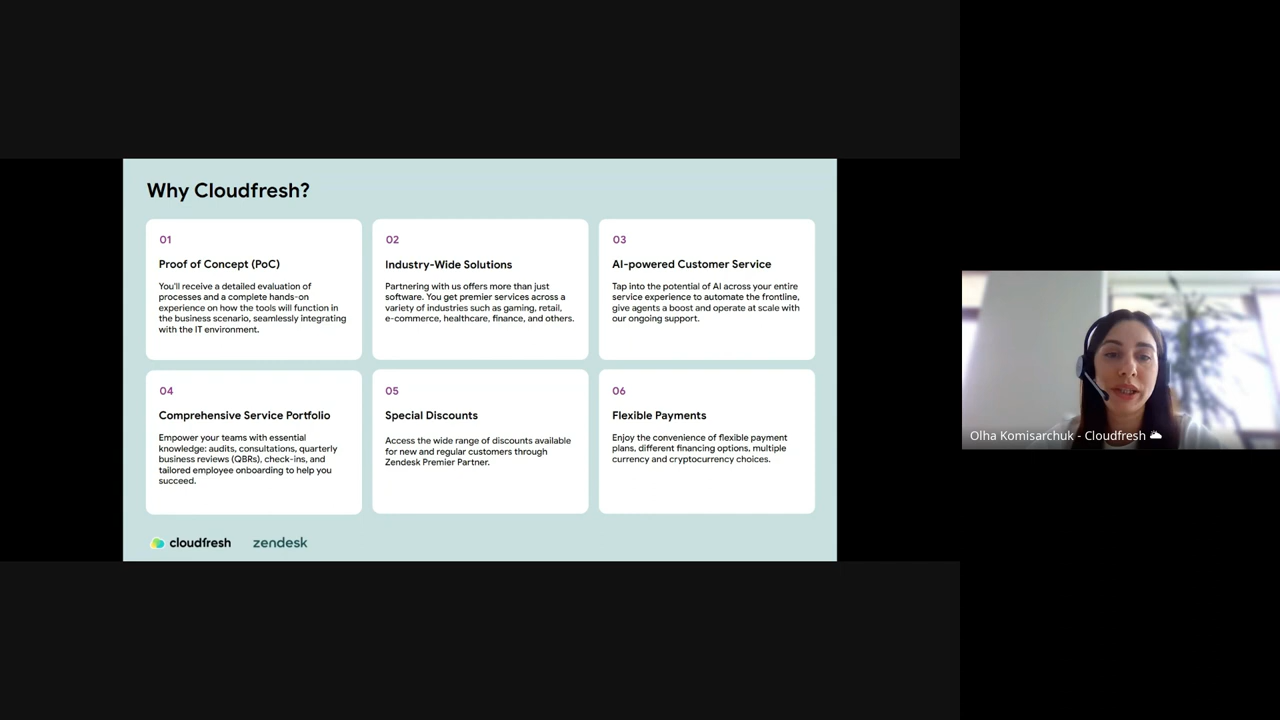 Why Cloudfresh?
01
Proof of Concept (PoC)
You'll receive a detailed evaluation of
processes and a complete hands-on
experience on how the tools will function in
the business scenario, seamlessly integrating
with the IT environment.
02
Industry-Wide Solutions
Partnering with us offers more than just
software. You get premier services across a
variety of industries such as gaming, retail,
e-commerce, healthcare, finance, and others.
03
AI-powered Customer Service
Tap into the potential of AI across your entire
service experience to automate the frontline,
give agents a boost and operate at scale with
our ongoing support.
04
Comprehensive Service Portfolio
Empower your teams with essential
knowledge: audits, consultations, quarterly
business reviews (QBRs), check-ins, and
tailored employee onboarding to help you
succeed.
05
Special Discounts
Access the wide range of discounts available
for new and regular customers through
Zendesk Premier Partner.
06
Flexible Payments
Enjoy the convenience of flexible payment
plans, different financing options, multiple
currency and cryptocurrency choices.
cloudfresh
zendesk
Olha Komisarchuk - Cloudfresh 🌥